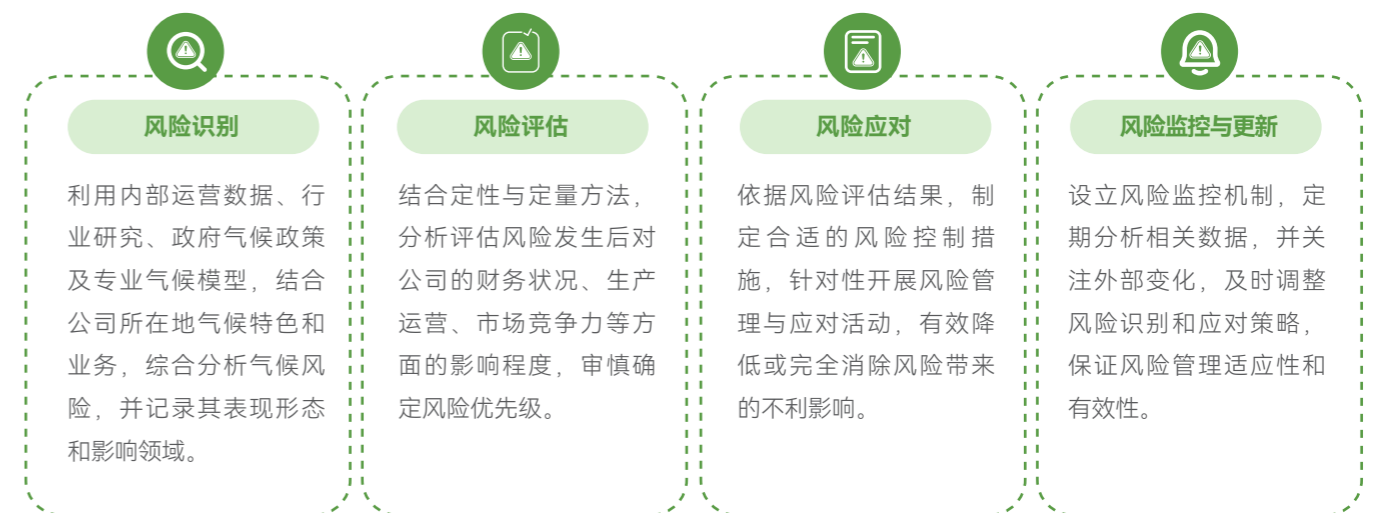 风险识别
利用内部运营数据、行
业研究、政府气候政策
及专业气候模型，结合
公司所在地气候特色和
业务，综合分析气候风
险，并记录其表现形态
和影响领域。
风险评估
结合定性与定量方法，
分析评估风险发生后对
公司的财务状况、生产
运营、市场竞争力等方
面的影响程度，审慎确
定风险优先级。
风险应对
依据风险评估结果，制
定合适的风险控制措
施，针对性开展风险管
理与应对活动，有效降
低或完全消除风险带来
的不利影响。
风险监控与更新
设立风险监控机制，定
期分析相关数据，并关
注外部变化，及时调整
风险识别和应对策略，
保证风险管理适应性和
有效性。